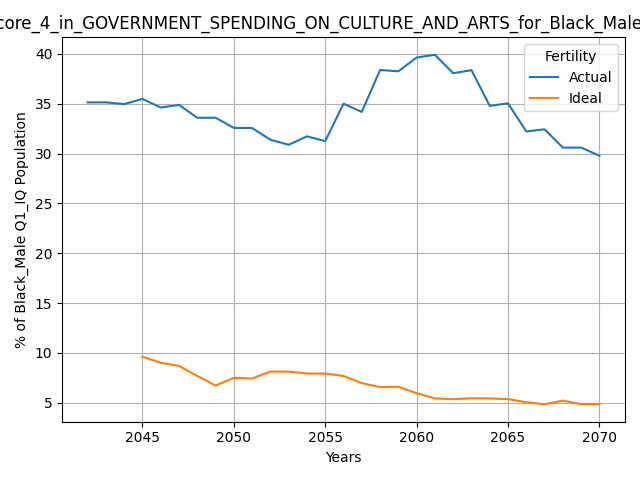 core_4_in_GOVERNMENT_SPENDING_ON_CULTURE_AND_ARTS_for_Black_Male
Fertility
Actual
Ideal
% of Black_Male Q1_IQ Population
40
35
30
25
20
15
10
5
2045 2050 2055 2060 2065 2070
Years